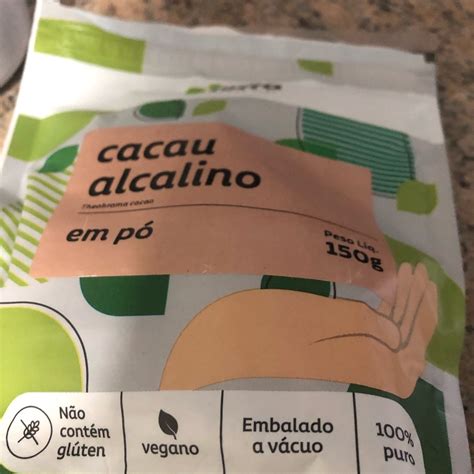 cacau
alcalino
Theobroma cacao
em pó
Peso Líq.
150g
Não
contém
glúten
vegano
Embalado
a vácuo
100%
puro